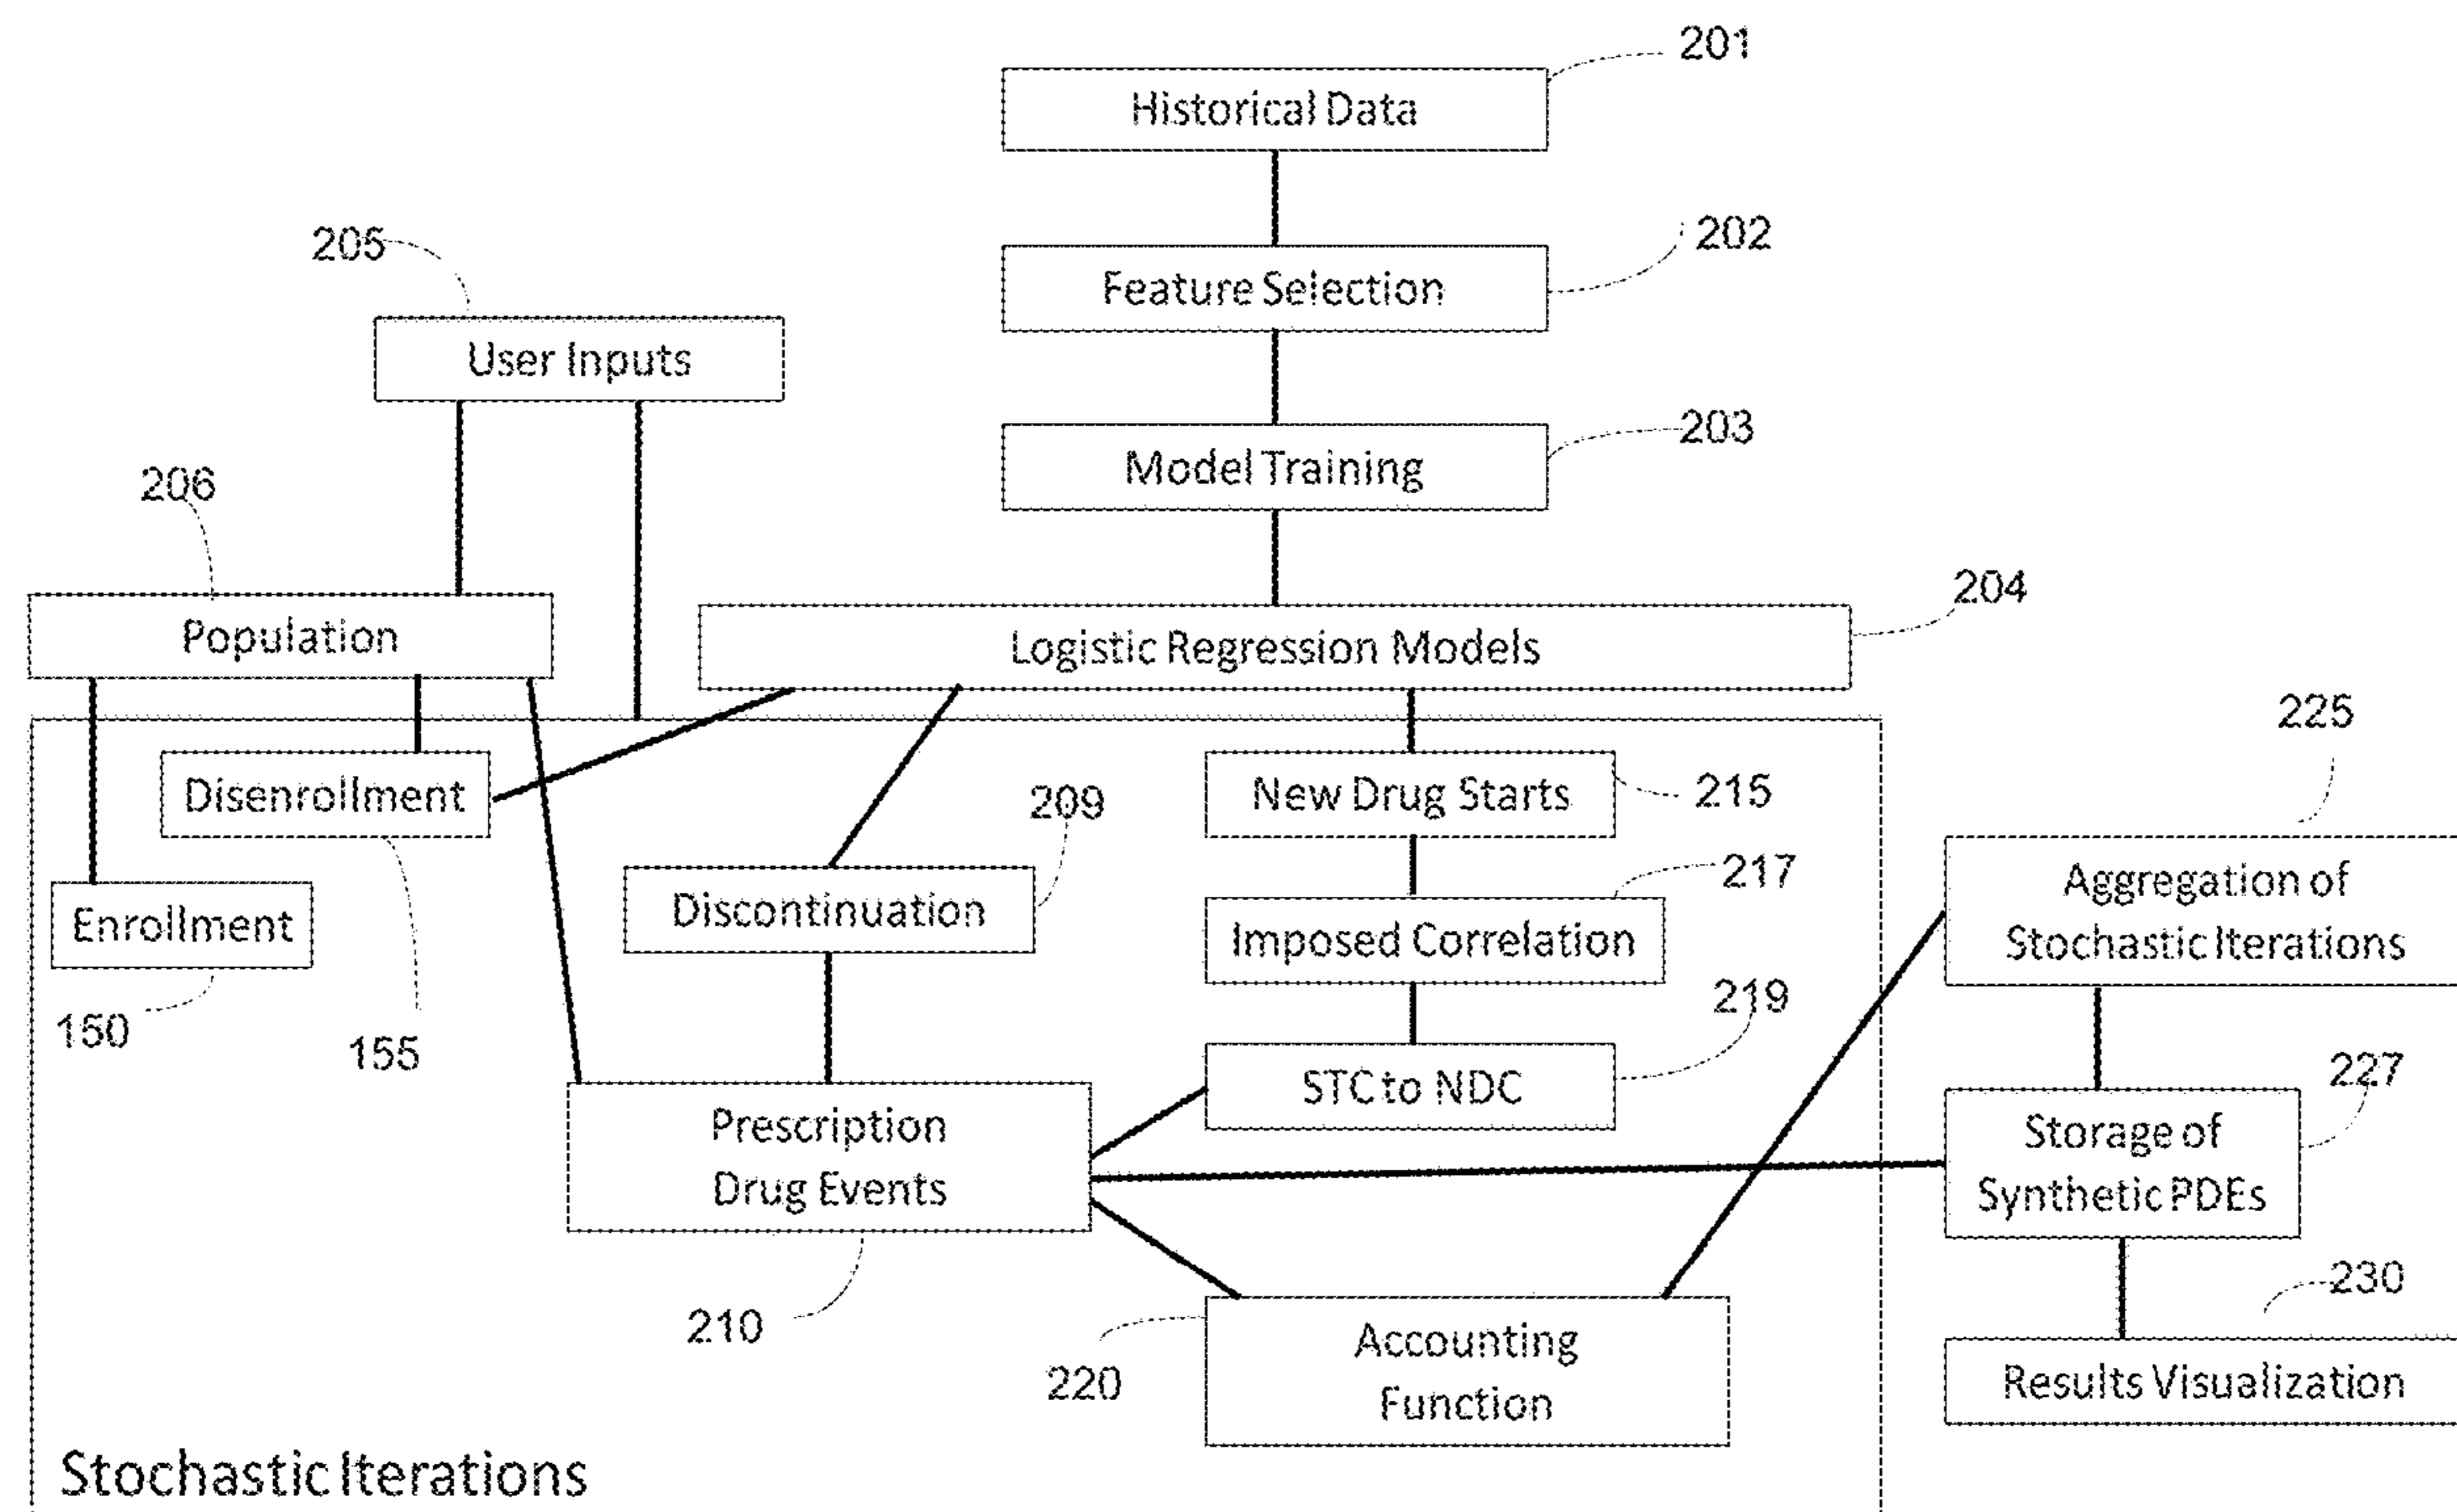 201
Historical Data
202
Feature Selection
205
User Inputs
203
Model Training
206
Population
204
Logistic Regression Models
225
Disenrollment
New Drug Starts
215
209
Aggregation of
Stochastic Iterations
Enrollment
Discontinuation
217
Imposed Correlation
150
155
219
STC to NDC
227
Prescription
Drug Events
Storage of
Synthetic PDEs
210
230
220
Accounting
Function
Results Visualization
Stochastic Iterations